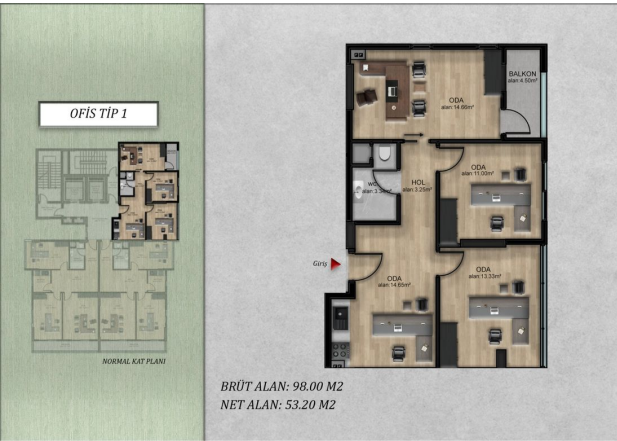 OFİS TİP 1
NORMAL KAT PLANI
BALKON
alan:4.50m²
ODA
alan:14.66m²
ODA
alan:11.00m²
WC
HOL
alan:3.25m²
Giriş
ODA
alan:14.65m²
ODA
alan:13.33m²
BRÜT ALAN: 98.00 M2
NET ALAN: 53.20 M2